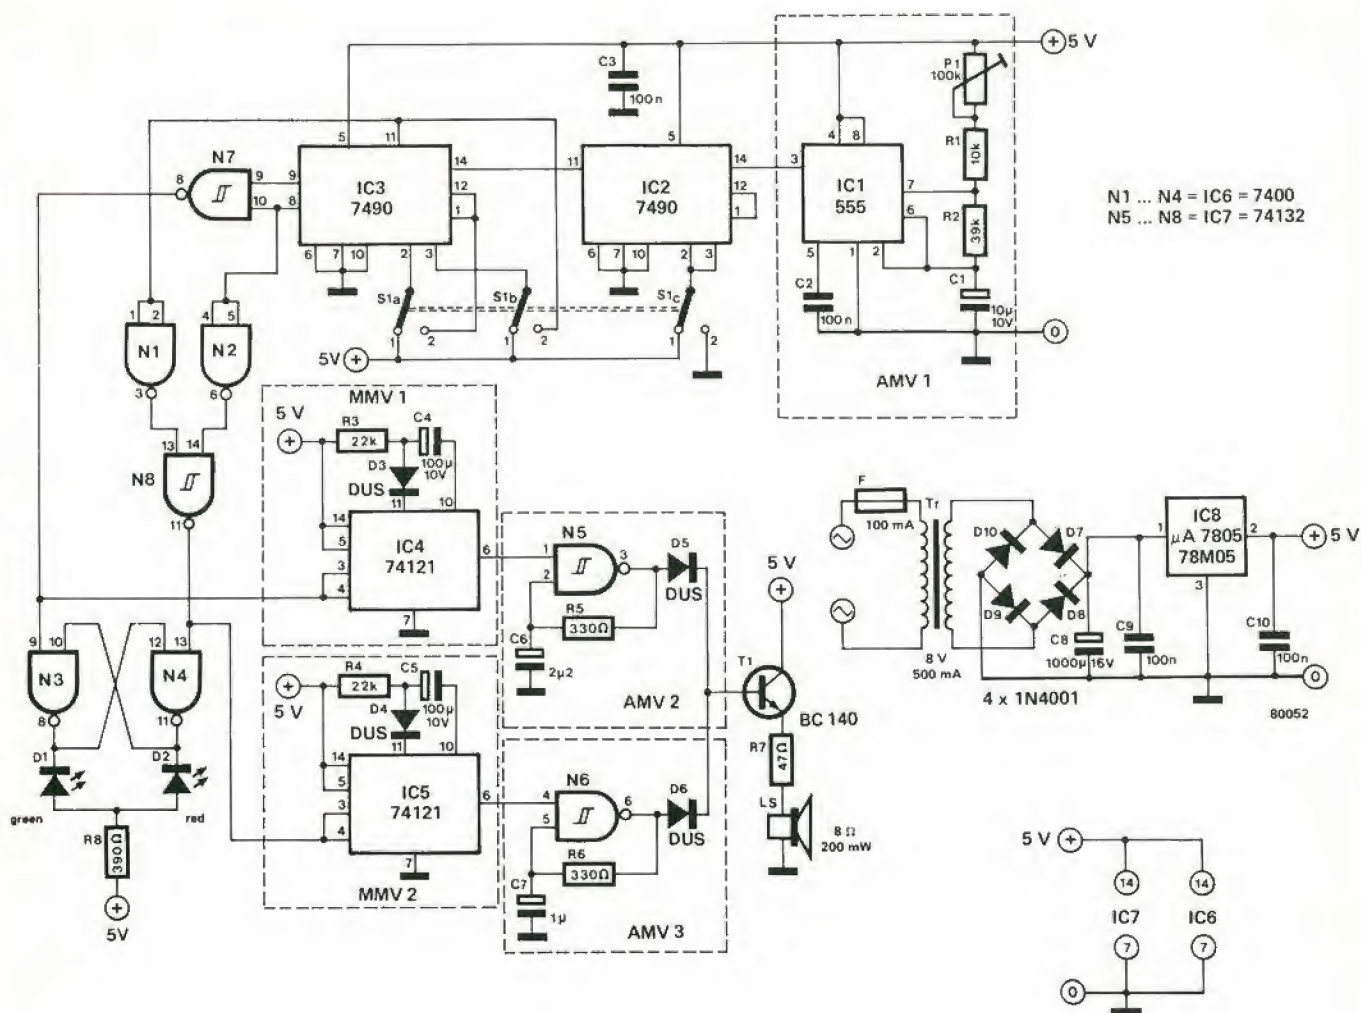 5 V
C3
100n
P1
100k
R1
10k
R2
39k
C1
10µ
10V
C2
100n
AMV 1
IC1
555
4
8
3
7
6
5
1
2
0
IC2
7490
5
11
14
12
1
6
7
10
2
3
IC3
7490
5
11
9
8
14
12
1
6
7
10
2
3
N7
8
9
10
S1a
S1b
S1c
1
2
1
2
1
2
5V
N1 ... N4 = IC6 = 7400
N5 ... N8 = IC7 = 74132
1
2
N1
3
4
5
N2
6
13
14
N8
11
MMV 1
5 V
R3
22k
C4
100µ
10V
D3
DUS
11
10
14
5
3
4
IC4
74121
6
7
N5
1
2
3
D5
DUS
R5
330Ω
C6
2µ2
AMV 2
9
10
N3
8
12
13
N4
11
D1
D2
green
red
R8
390Ω
5V
5 V
R4
22k
C5
100µ
10V
D4
DUS
11
10
14
5
3
4
IC5
74121
6
7
MMV 2
N6
4
5
6
D6
DUS
R6
330Ω
C7
1µ
AMV 3
5 V
T1
BC 140
R7
47Ω
LS
8 Ω
200 mW
F
100 mA
Tr
8 V
500 mA
D10
D7
D9
D8
4 x 1N4001
C8
1000µ 16V
C9
100n
IC8
µA 7805
78M05
1
2
3
C10
100n
5 V
0
80052
5 V
14
14
IC7
IC6
7
7
0